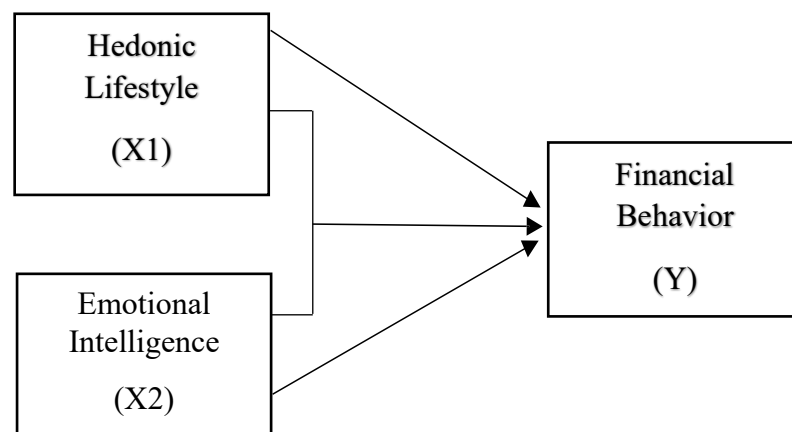 Hedonic
Lifestyle
(X1)
Financial
Behavior
(Y)
Emotional
Intelligence
(X2)